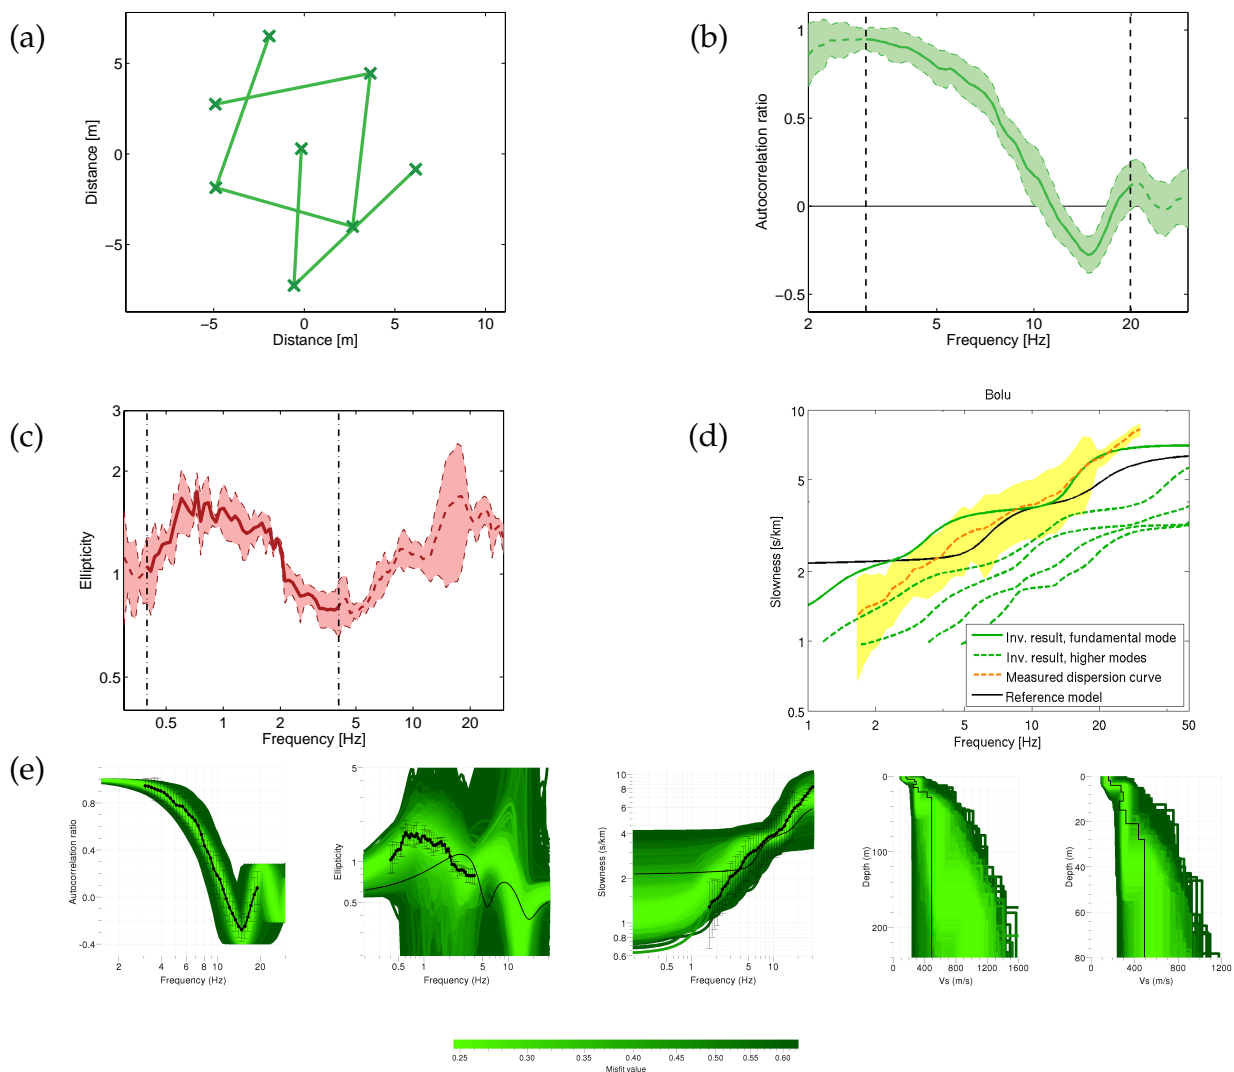 (a)
5
0
−5
Distance [m]
−5 0 5 10
Distance [m]
(b)
1
0.5
0
−0.5
Autocorrelation ratio
2 5 10 20
Frequency [Hz]
(c)
3
2
1
0.5
Ellipticity
0.5 1 2 5 10 20
Frequency [Hz]
(d)
Bolu
10
5
2
1
0.5
Slowness [s/km]
Inv. result, fundamental mode
Inv. result, higher modes
Measured dispersion curve
Reference model
1 2 5 10 20 50
Frequency [Hz]
(e)
0.8
0.4
0.0
-0.4
Autocorrelation ratio
2 4 6 8 10 20
Frequency (Hz)
5
1
0.5
Ellipticity
0.5 1 5 10
Frequency (Hz)
10
8
6
4
2
1
0.8
0.6
Slowness (s/km)
0.4 0.8 2 4 6 10 20
Frequency (Hz)
0
100
200
Depth (m)
0 400 800 1200 1600
Vs (m/s)
0
20
40
60
80
Depth (m)
0 400 800 1200
Vs (m/s)
0.25 0.30 0.35 0.40 0.45 0.50 0.55 0.60
Misfit value